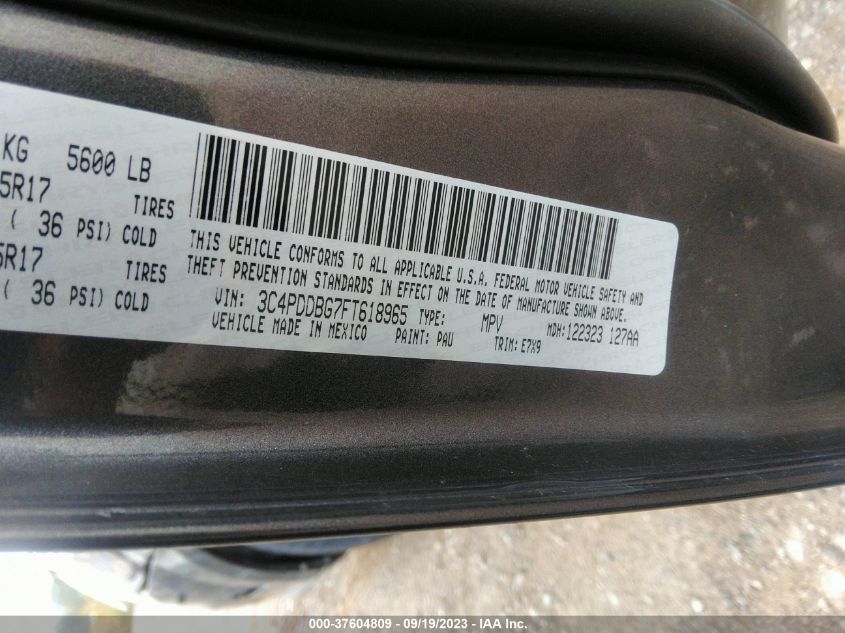 KG 5600 LB
5R17 TIRES
( 36 PSI) COLD
5R17 TIRES
( 36 PSI) COLD
THIS VEHICLE CONFORMS TO ALL APPLICABLE U.S.A. FEDERAL MOTOR VEHICLE SAFETY AND
THEFT PREVENTION STANDARDS IN EFFECT ON THE DATE OF MANUFACTURE SHOWN ABOVE.
VIN: 3C4PDDBG7FT618965 TYPE: MPV MDH:122323 127AA
VEHICLE MADE IN MEXICO PAINT: PAU TRIM: E7X9
000-37604809 - 09/19/2023 - IAA Inc.